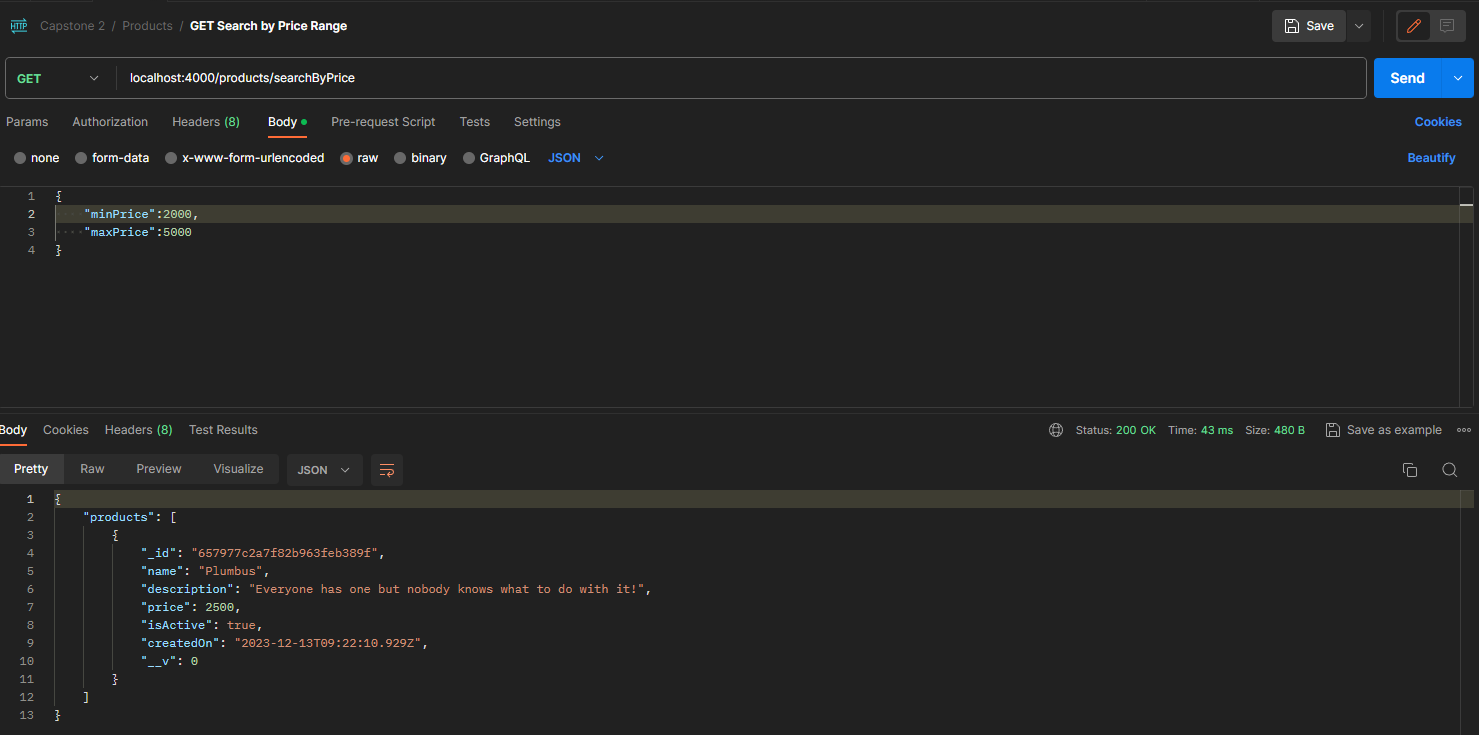 HTTP Capstone 2 / Products / GET Search by Price Range Save
GET localhost:4000/products/searchByPrice Send
Params Authorization Headers (8) Body Pre-request Script Tests Settings Cookies
none form-data x-www-form-urlencoded raw binary GraphQL JSON Beautify
1 {
2 "minPrice":2000,
3 "maxPrice":5000
4 }
Body Cookies Headers (8) Test Results Status: 200 OK Time: 43 ms Size: 480 B Save as example
Pretty Raw Preview Visualize JSON
1 {
2 "products": [
3 {
4 "_id": "657977c2a7f82b963feb389f",
5 "name": "Plumbus",
6 "description": "Everyone has one but nobody knows what to do with it!",
7 "price": 2500,
8 "isActive": true,
9 "createdOn": "2023-12-13T09:22:10.929Z",
10 "__v": 0
11 }
12 ]
13 }